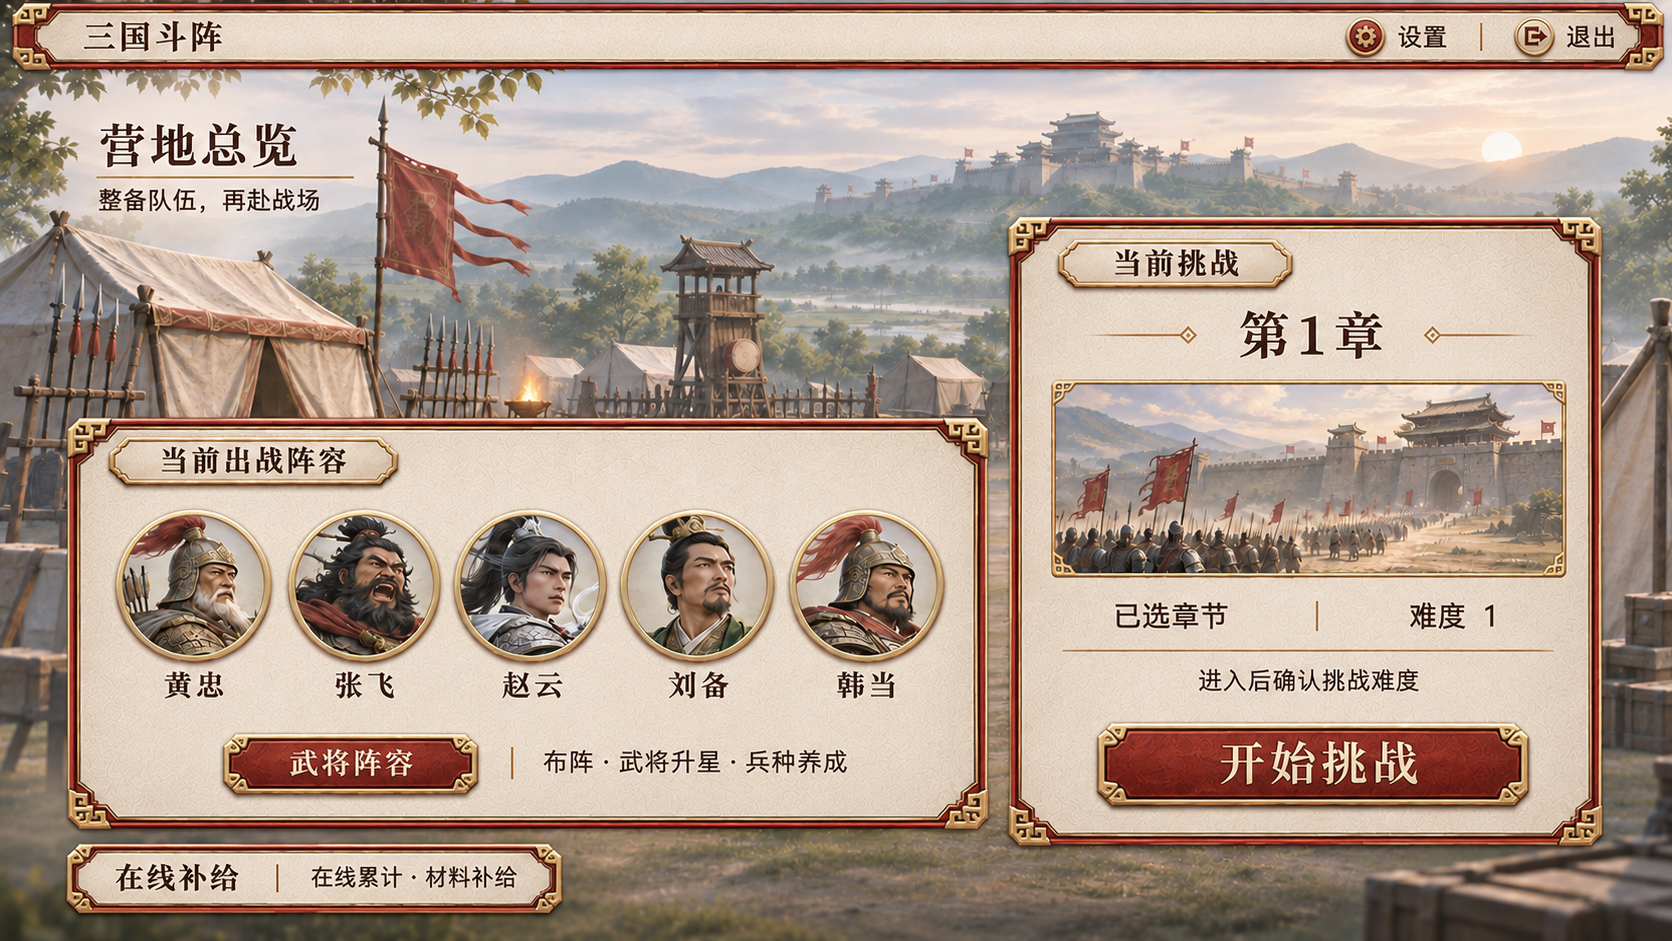 三国斗阵
设置
退出
营地总览
整备队伍，再赴战场
当前出战阵容
黄忠
张飞
赵云
刘备
韩当
武将阵容
布阵·武将升星·兵种养成
在线补给
在线累计·材料补给
当前挑战
第1章
已选章节
难度 1
进入后确认挑战难度
开始挑战